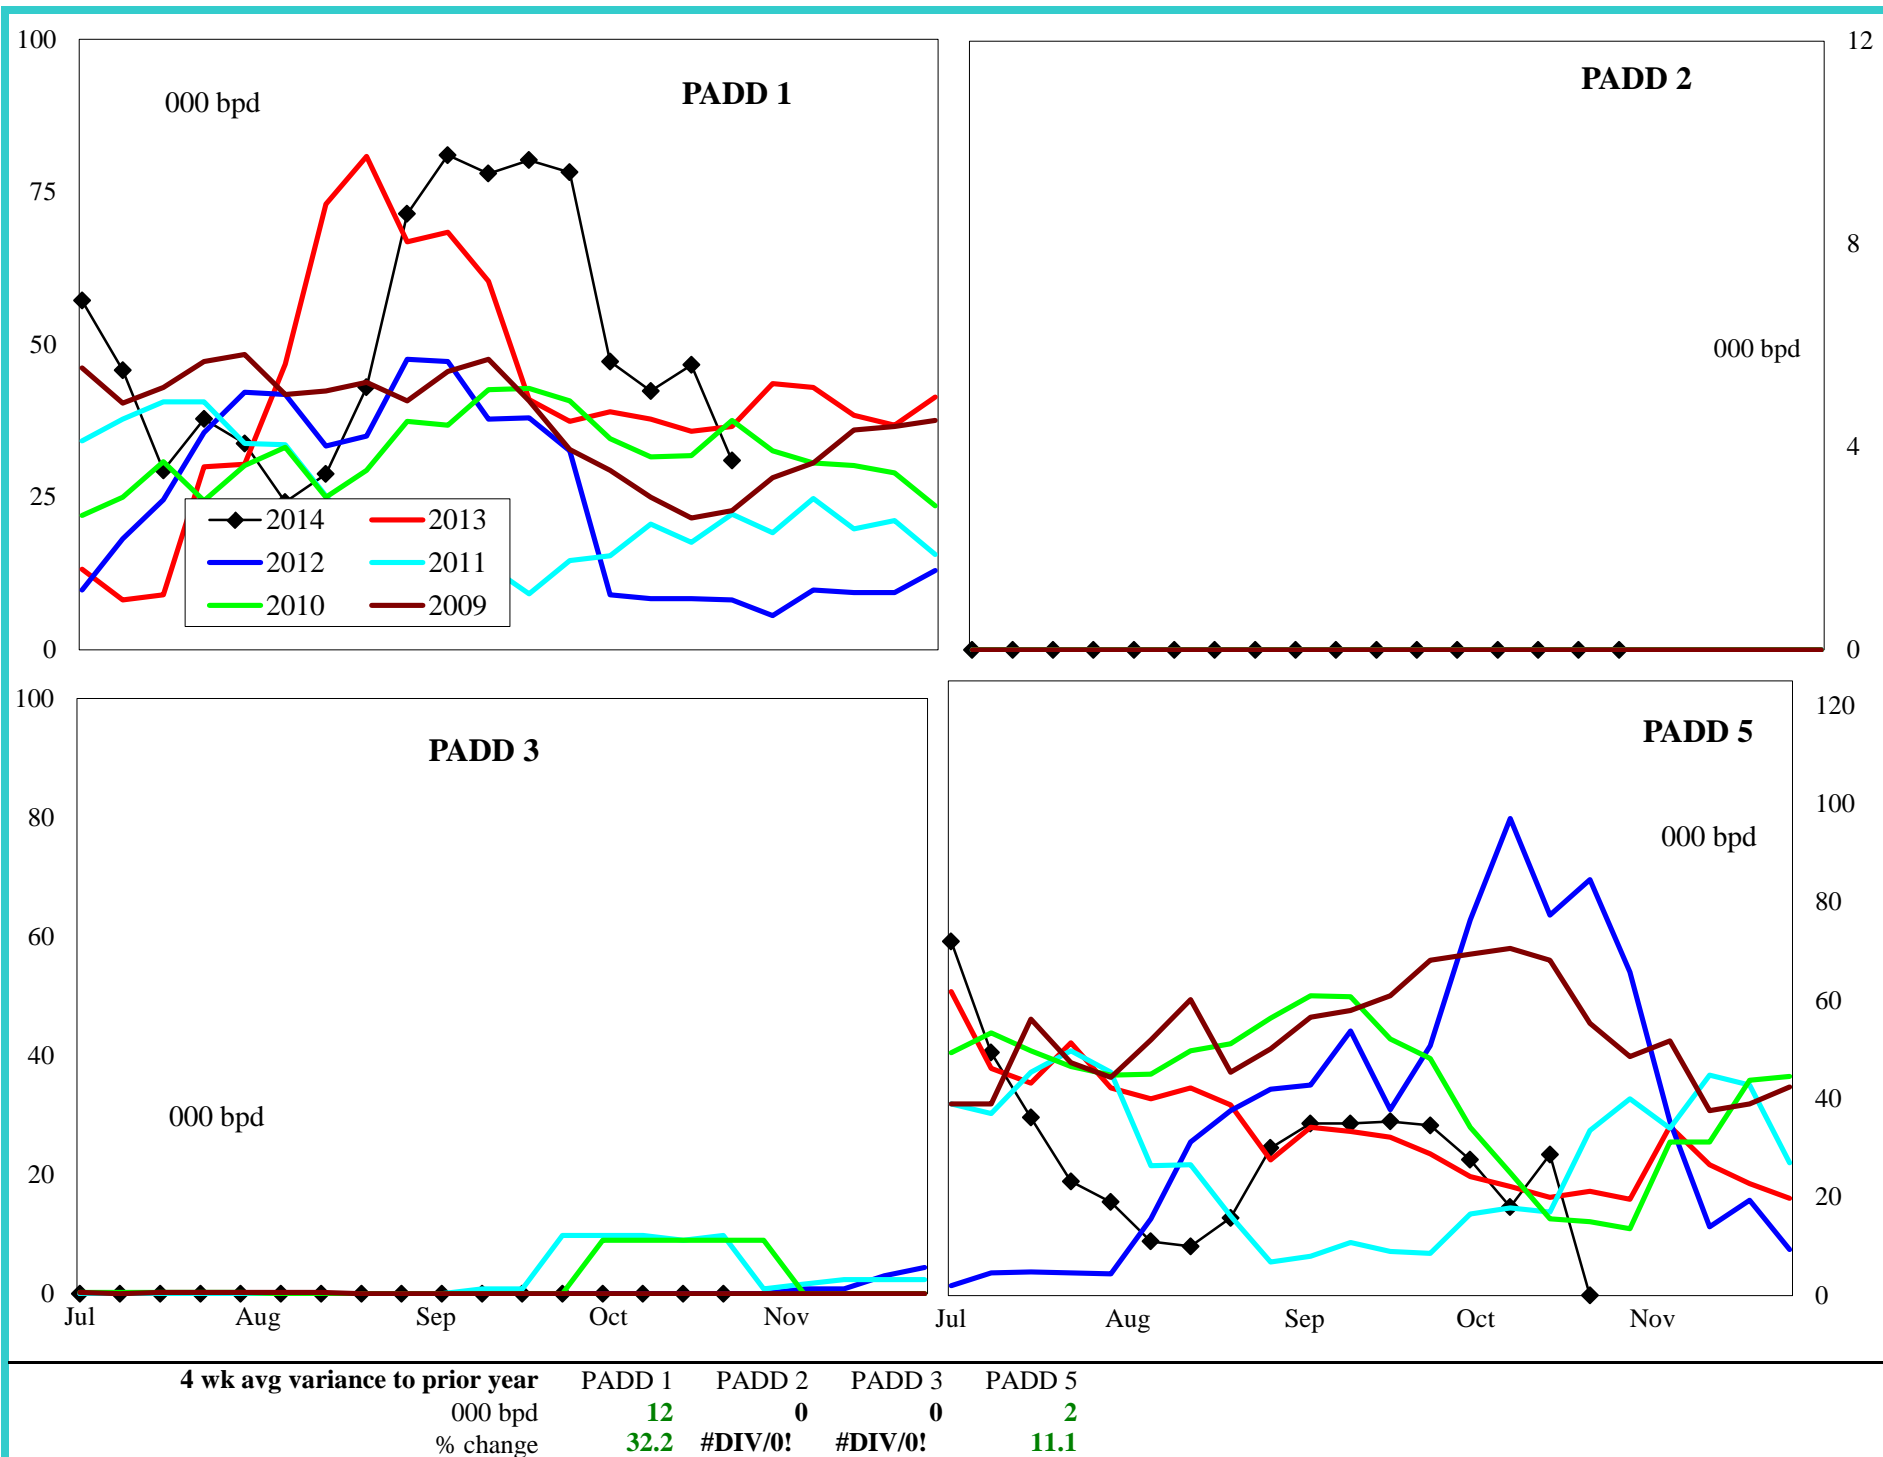 100
12
PADD 1
PADD 2
000 bpd
75
8
50
000 bpd
4
25
2014 2013
2012 2011
2010 2009
0
0
100
120
PADD 3
PADD 5
80
100
000 bpd
60
80
60
40
40
000 bpd
20
20
0
0
Jul Aug Sep Oct Nov
Jul Aug Sep Oct Nov
4 wk avg variance to prior year PADD 1 PADD 2 PADD 3 PADD 5
000 bpd 12 0 0 2
% change 32.2 #DIV/0! #DIV/0! 11.1